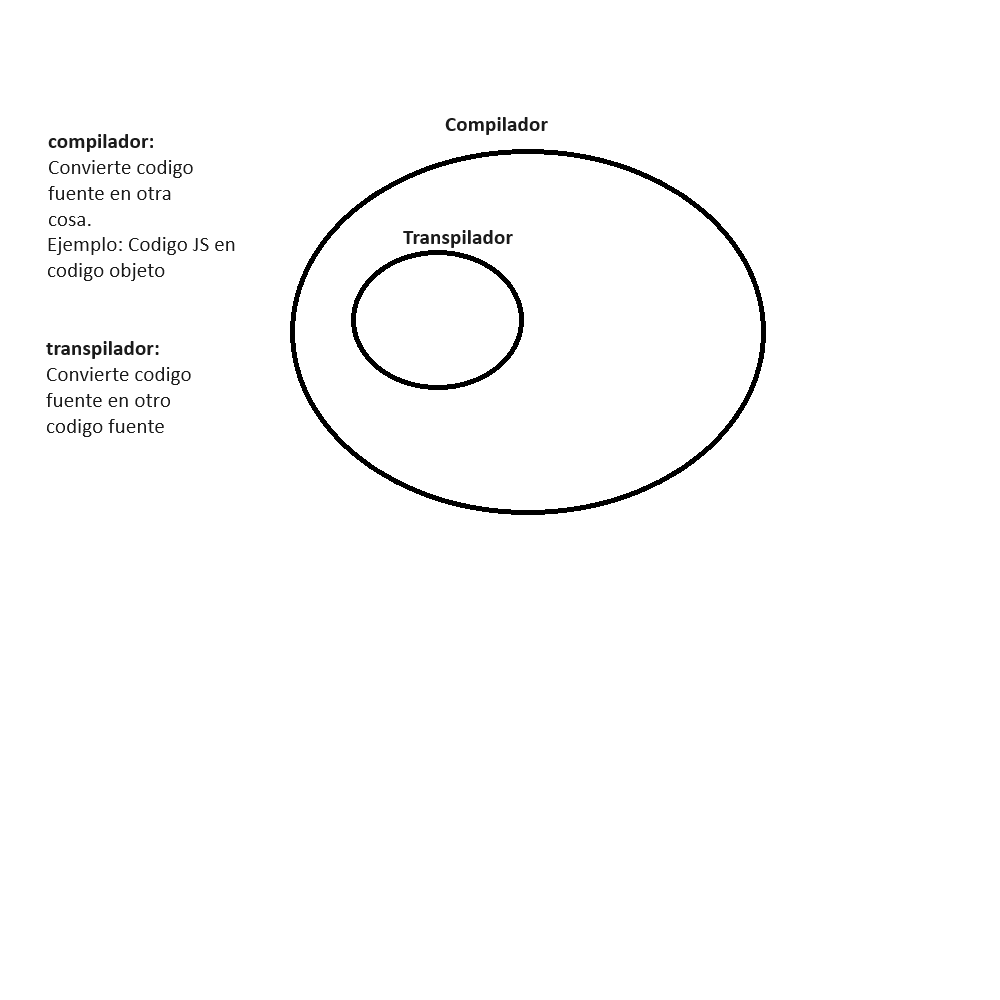 compilador:
Convierte codigo
fuente en otra
cosa.
Ejemplo: Codigo JS en
codigo objeto
transpilador:
Convierte codigo
fuente en otro
codigo fuente
Compilador
Transpilador